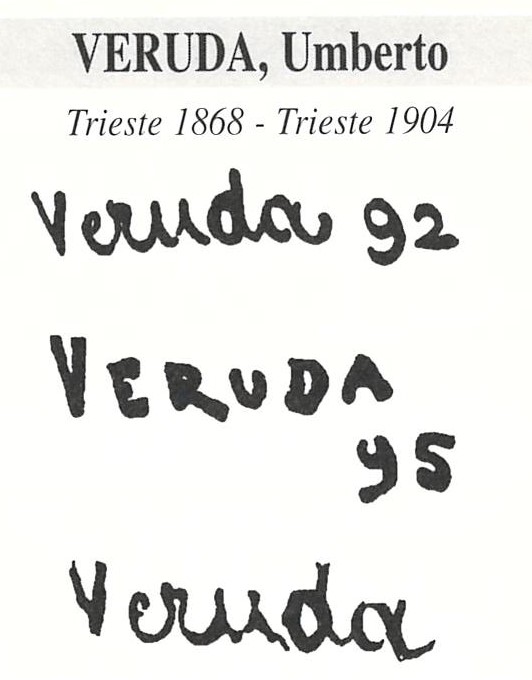 VERUDA, Umberto
Trieste 1868 - Trieste 1904
Veruda 92
VERUDA
95
Veruda